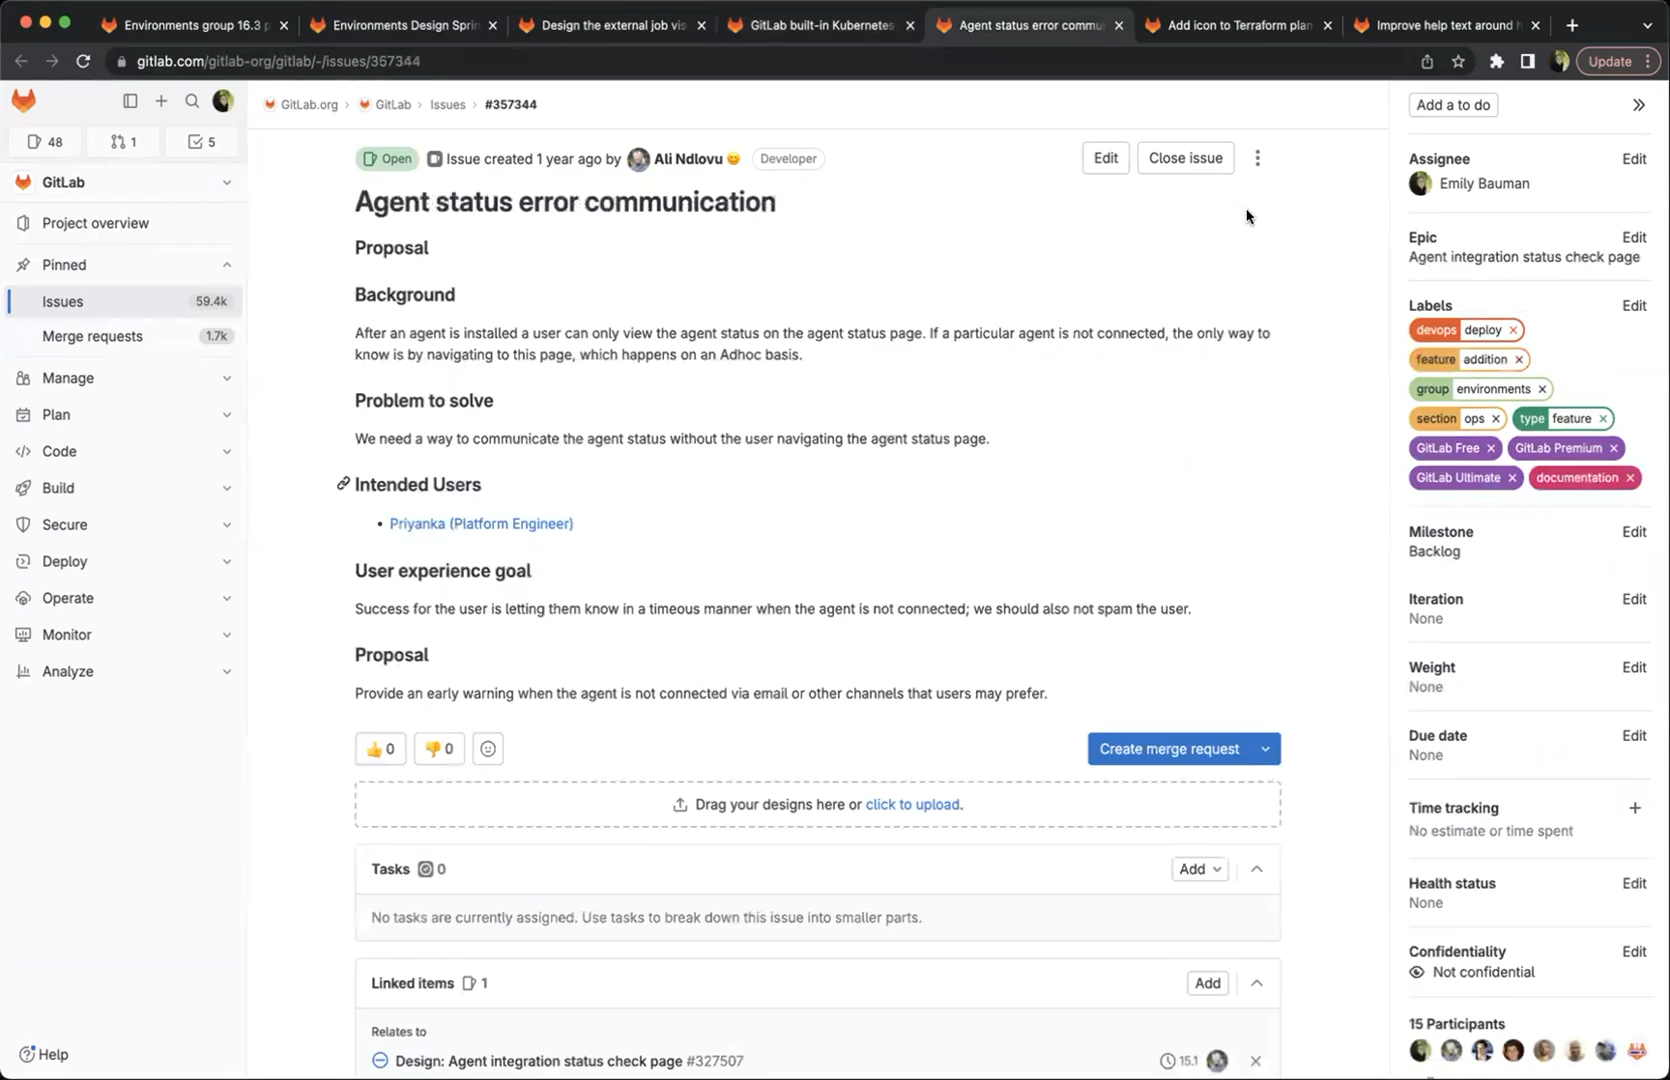 Environments group 16.3 p
Environments Design Sprin
Design the external job vis
GitLab built-in Kubernetes
Agent status error commu
Add icon to Terraform plan
Improve help text around h
gitlab.com/gitlab-org/gitlab/-/issues/357344
Update
48
1
5
GitLab
Project overview
Pinned
Issues 59.4k
Merge requests 1.7k
Manage
Plan
Code
Build
Secure
Deploy
Operate
Monitor
Analyze
Help
GitLab.org › GitLab › Issues › #357344
Open Issue created 1 year ago by Ali Ndlovu Developer
Edit
Close issue
Agent status error communication
Proposal
Background
After an agent is installed a user can only view the agent status on the agent status page. If a particular agent is not connected, the only way to
know is by navigating to this page, which happens on an Adhoc basis.
Problem to solve
We need a way to communicate the agent status without the user navigating the agent status page.
Intended Users
• Priyanka (Platform Engineer)
User experience goal
Success for the user is letting them know in a timeous manner when the agent is not connected; we should also not spam the user.
Proposal
Provide an early warning when the agent is not connected via email or other channels that users may prefer.
👍 0
👎 0
Create merge request
Drag your designs here or click to upload.
Tasks 0
Add
No tasks are currently assigned. Use tasks to break down this issue into smaller parts.
Linked items 1
Add
Relates to
Design: Agent integration status check page #327507
15.1
Add a to do
Assignee Edit
Emily Bauman
Epic Edit
Agent integration status check page
Labels Edit
devops deploy
feature addition
group environments
section ops
type feature
GitLab Free
GitLab Premium
GitLab Ultimate
documentation
Milestone Edit
Backlog
Iteration Edit
None
Weight Edit
None
Due date Edit
None
Time tracking
No estimate or time spent
Health status Edit
None
Confidentiality Edit
Not confidential
15 Participants